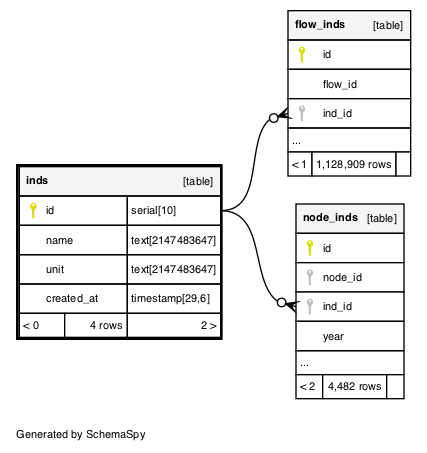 flow_inds [table]
id
flow_id
ind_id
...
< 1 1,128,909 rows
inds [table]
id serial[10]
name text[2147483647]
unit text[2147483647]
created_at timestamp[29,6]
< 0 4 rows 2 >
node_inds [table]
id
node_id
ind_id
year
...
< 2 4,482 rows
Generated by SchemaSpy